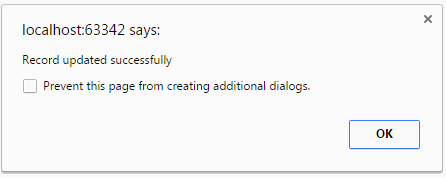 localhost:63342 says:
Record updated successfully
Prevent this page from creating additional dialogs.
OK